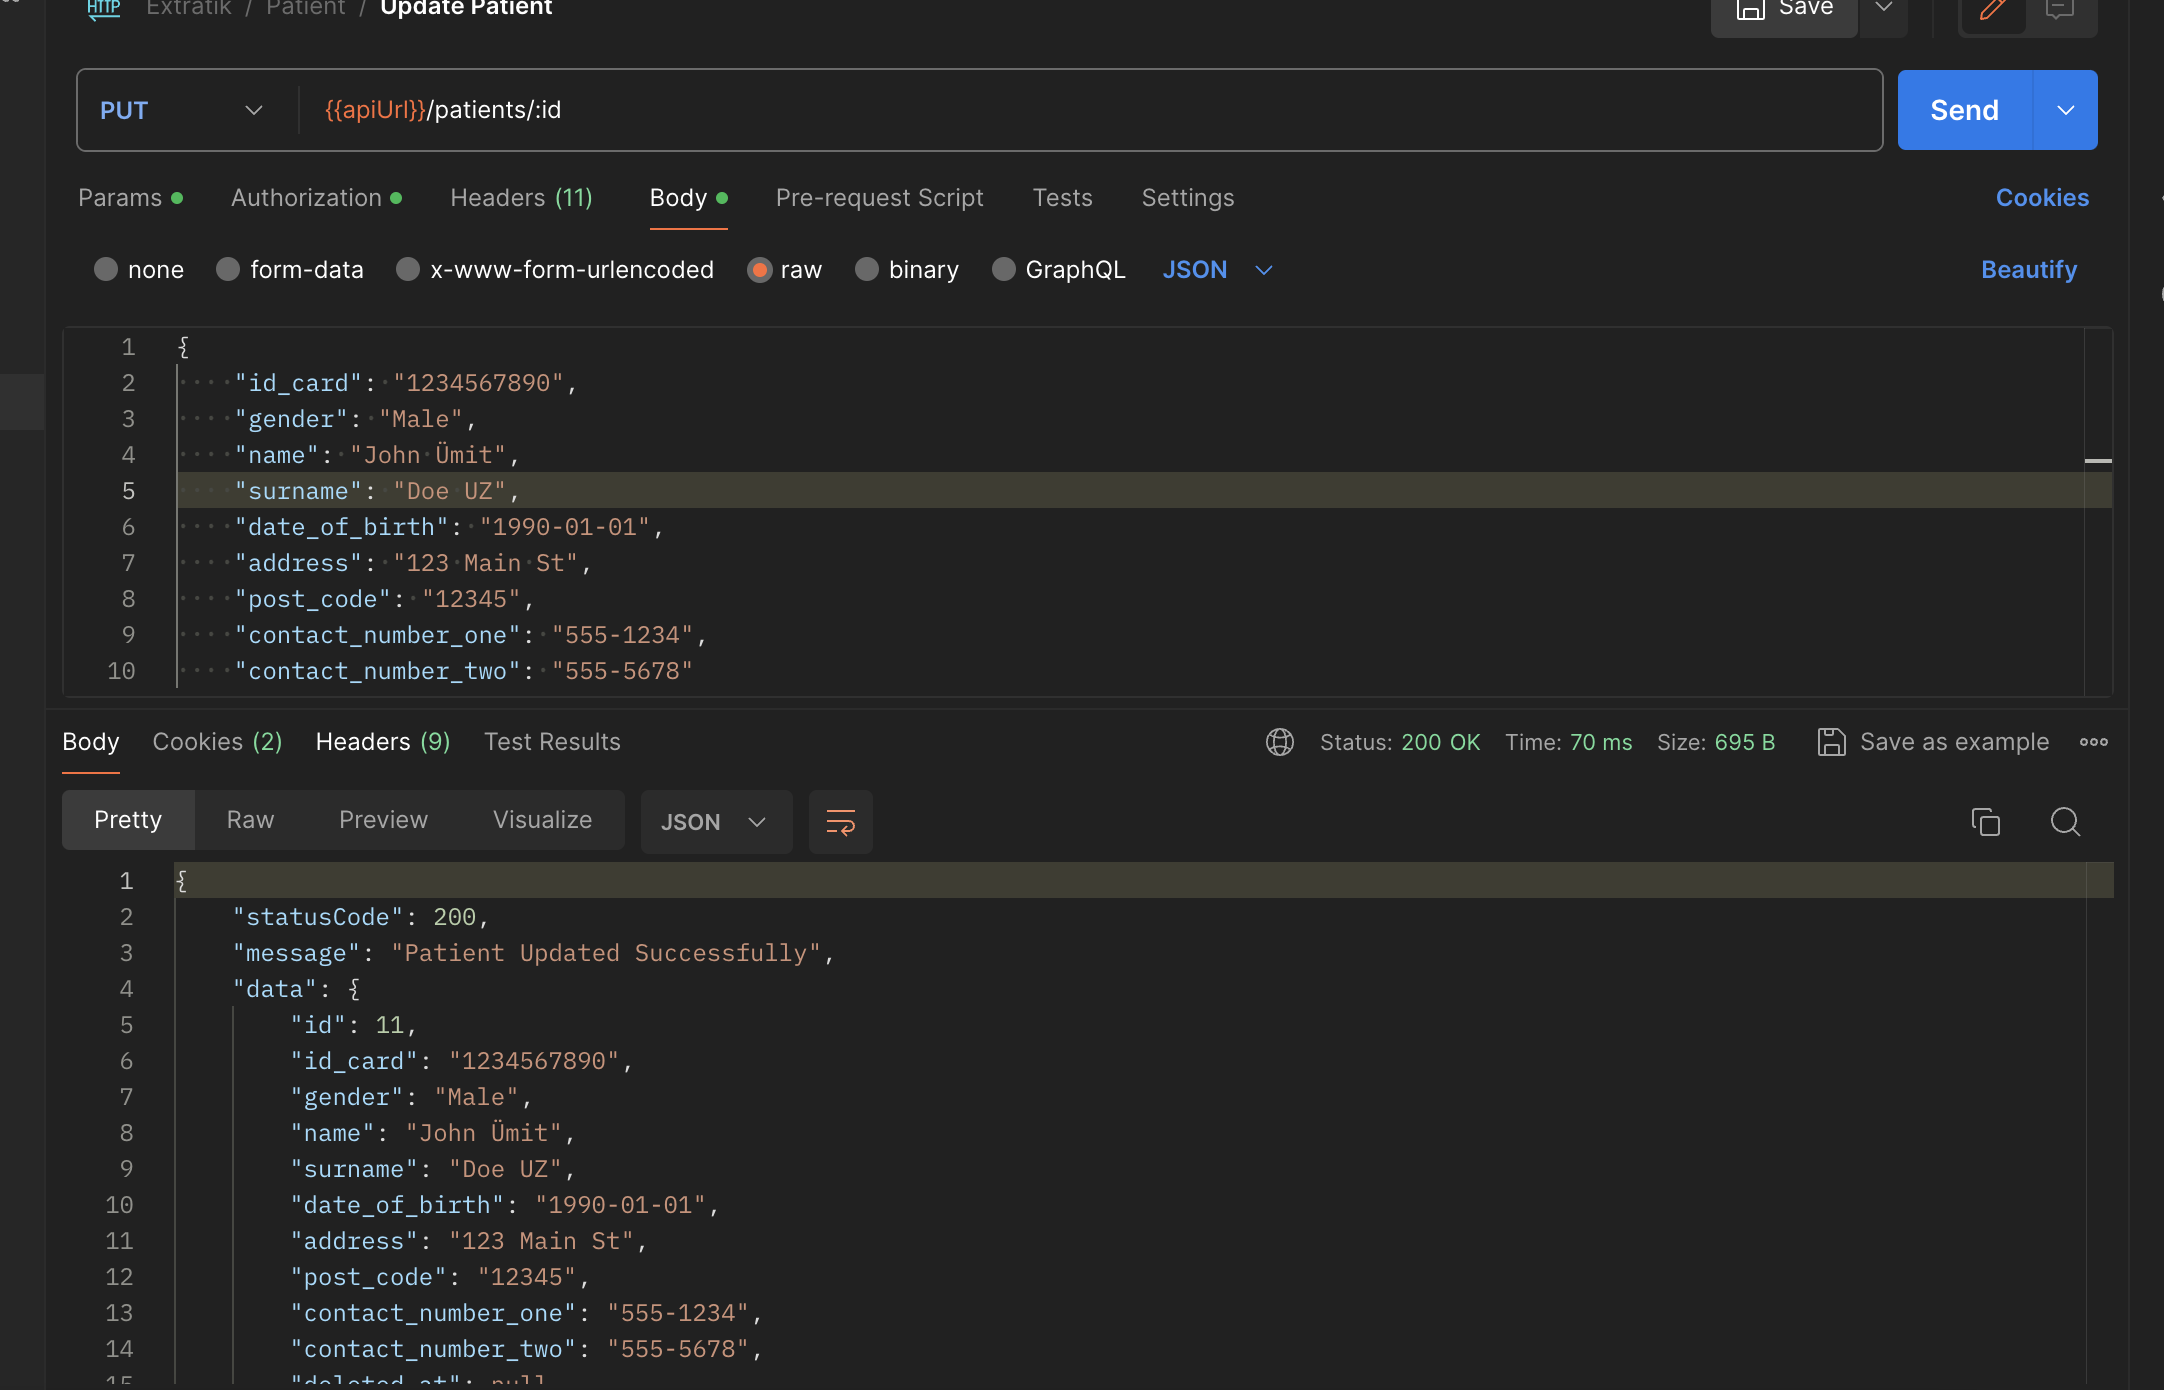 HTTP Extratik / Patient / Update Patient Save
PUT {{apiUrl}}/patients/:id Send
Params Authorization Headers (11) Body Pre-request Script Tests Settings Cookies
none form-data x-www-form-urlencoded raw binary GraphQL JSON Beautify
1 {
2 "id_card": "1234567890",
3 "gender": "Male",
4 "name": "John Ümit",
5 "surname": "Doe UZ",
6 "date_of_birth": "1990-01-01",
7 "address": "123 Main St",
8 "post_code": "12345",
9 "contact_number_one": "555-1234",
10 "contact_number_two": "555-5678"
Body Cookies (2) Headers (9) Test Results Status: 200 OK Time: 70 ms Size: 695 B Save as example
Pretty Raw Preview Visualize JSON
1 {
2 "statusCode": 200,
3 "message": "Patient Updated Successfully",
4 "data": {
5 "id": 11,
6 "id_card": "1234567890",
7 "gender": "Male",
8 "name": "John Ümit",
9 "surname": "Doe UZ",
10 "date_of_birth": "1990-01-01",
11 "address": "123 Main St",
12 "post_code": "12345",
13 "contact_number_one": "555-1234",
14 "contact_number_two": "555-5678",
15 "deleted_at": null